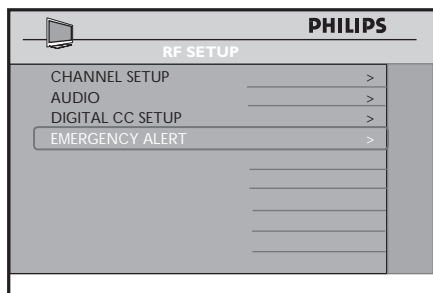 PHILIPS
RF SETUP
CHANNEL SETUP >
AUDIO >
DIGITAL CC SETUP >
EMERGENCY ALERT >